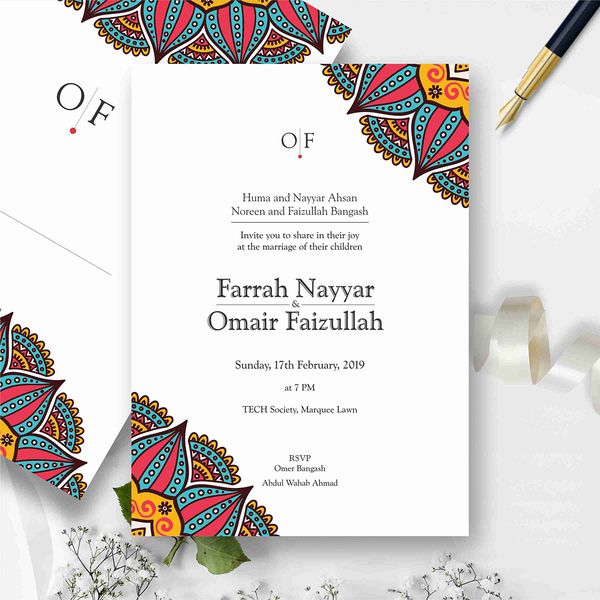 O|F
O|F
Huma and Nayyar Ahsan
Noreen and Faizullah Bangash
Invite you to share in their joy
at the marriage of their children
Farrah Nayyar
&
Omair Faizullah
Sunday, 17th February, 2019
at 7 PM
TECH Society, Marquee Lawn
RSVP
Omer Bangash
Abdul Wahab Ahmad